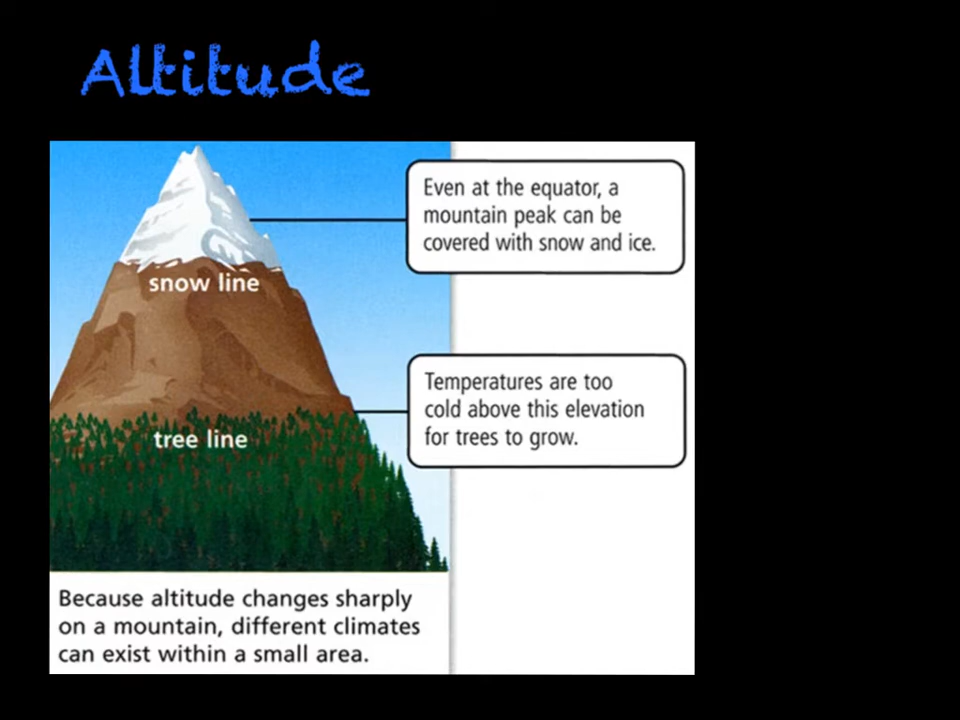 Altitude
Even at the equator, a
mountain peak can be
covered with snow and ice.
snow line
Temperatures are too
cold above this elevation
for trees to grow.
tree line
Because altitude changes sharply
on a mountain, different climates
can exist within a small area.